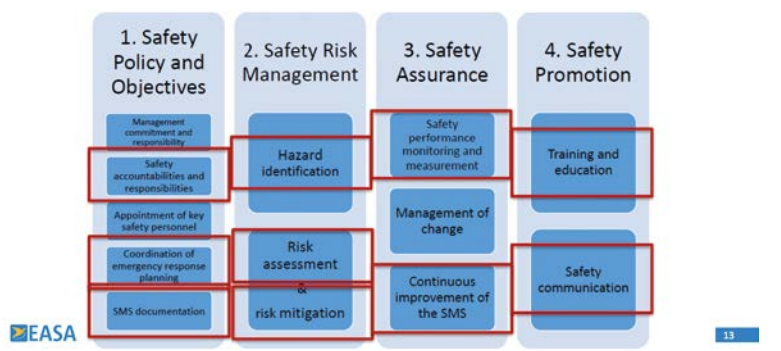 1. Safety
Policy and
Objectives
Management
commitment and
responsibility
Safety
accountabilities and
responsibilities
Appointment of key
safety personnel
Coordination of
emergency response
planning
SMS documentation
2. Safety Risk
Management
Hazard
identification
Risk
assessment
&
risk mitigation
3. Safety
Assurance
Safety
performance
monitoring and
measurement
Management of
change
Continuous
improvement of
the SMS
4. Safety
Promotion
Training and
education
Safety
communication
EASA
13